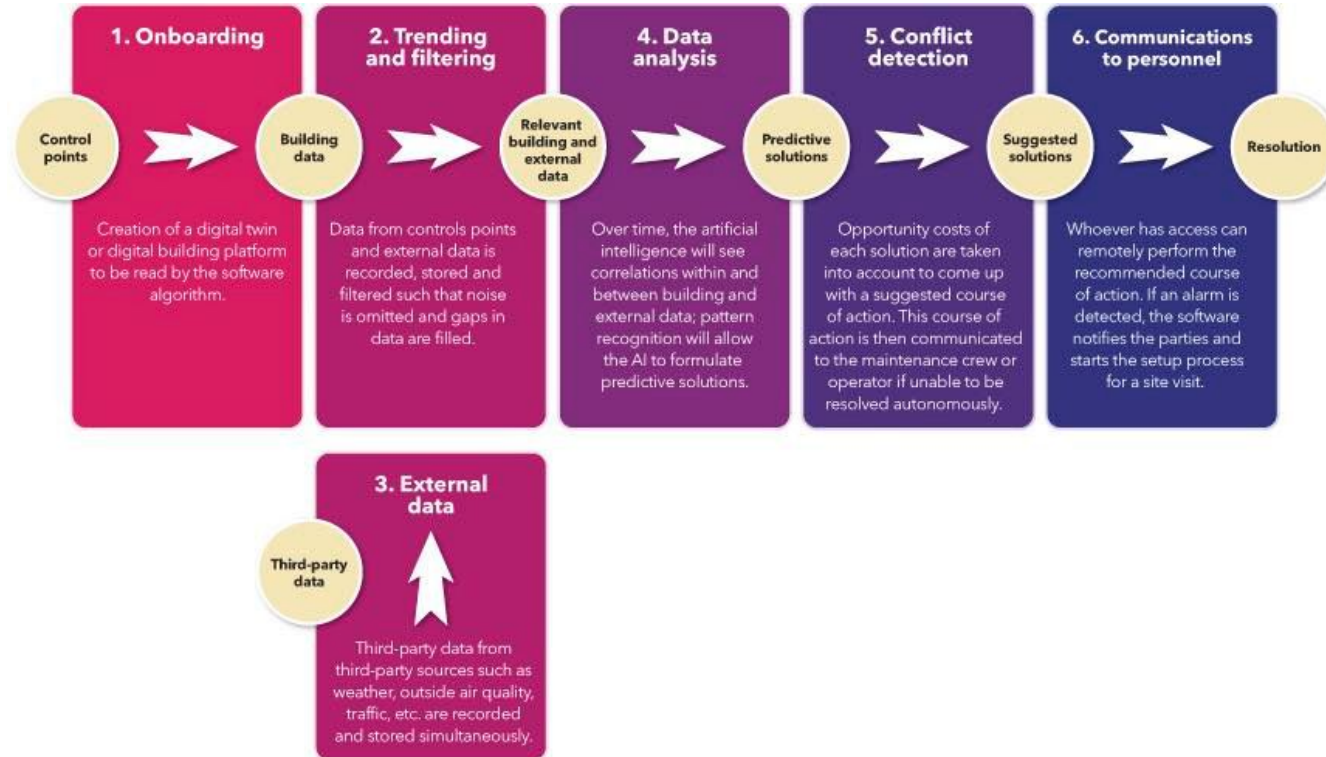 1. Onboarding
Control
points
Creation of a digital twin
or digital building platform
to be read by the software
algorithm.
2. Trending
and filtering
Building
data
Data from controls points
and external data is
recorded, stored and
filtered such that noise
is omitted and gaps in
data are filled.
3. External
data
Third-party
data
Third-party data from
third-party sources such as
weather, outside air quality,
traffic, etc. are recorded
and stored simultaneously.
4. Data
analysis
Relevant
building and
external
data
Over time, the artificial
intelligence will see
correlations within and
between building and
external data; pattern
recognition will allow
the AI to formulate
predictive solutions.
5. Conflict
detection
Predictive
solutions
Opportunity costs of
each solution are taken
into account to come up
with a suggested course
of action. This course of
action is then communicated
to the maintenance crew or
operator if unable to be
resolved autonomously.
6. Communications
to personnel
Suggested
solutions
Resolution
Whoever has access can
remotely perform the
recommended course
of action. If an alarm is
detected, the software
notifies the parties and
starts the setup process
for a site visit.